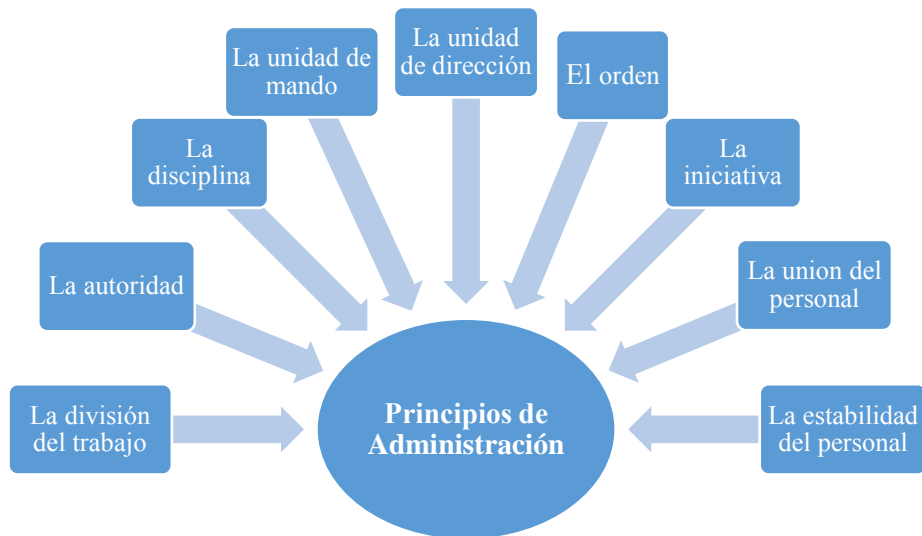 La unidad de
mando
La unidad
de dirección
El orden
La
disciplina
La
iniciativa
La autoridad
La union del
personal
La división
del trabajo
Principios de
Administración
La estabilidad
del personal